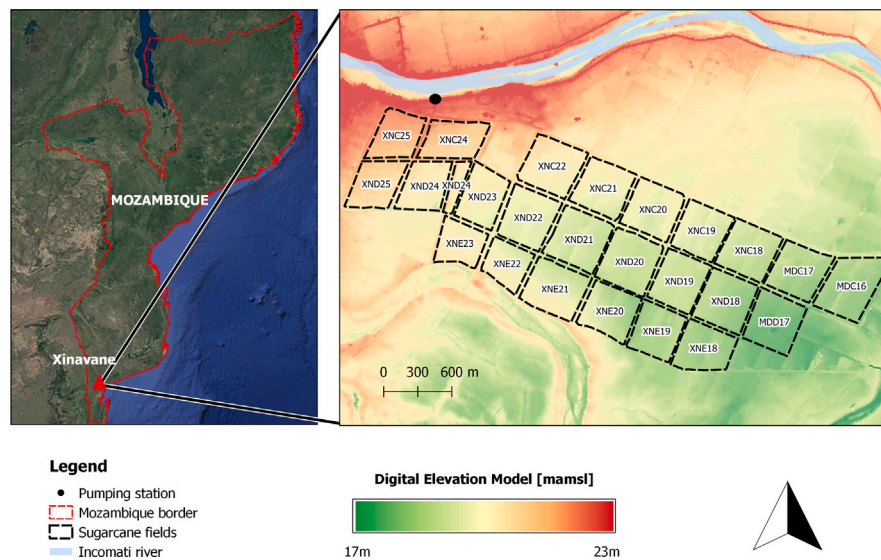 MOZAMBIQUE
Xinavane
XNC25
XNC24
XND25
XND24
XND24
XND23
XNC22
XNC21
XNC20
XNC19
XNC18
MDC17
MDC16
XND22
XND21
XND20
XND19
XND18
MDD17
XNE23
XNE22
XNE21
XNE20
XNE19
XNE18
0 300 600 m
Legend
Pumping station
Mozambique border
Sugarcane fields
Incomati river
Digital Elevation Model [mamsl]
17m 23m